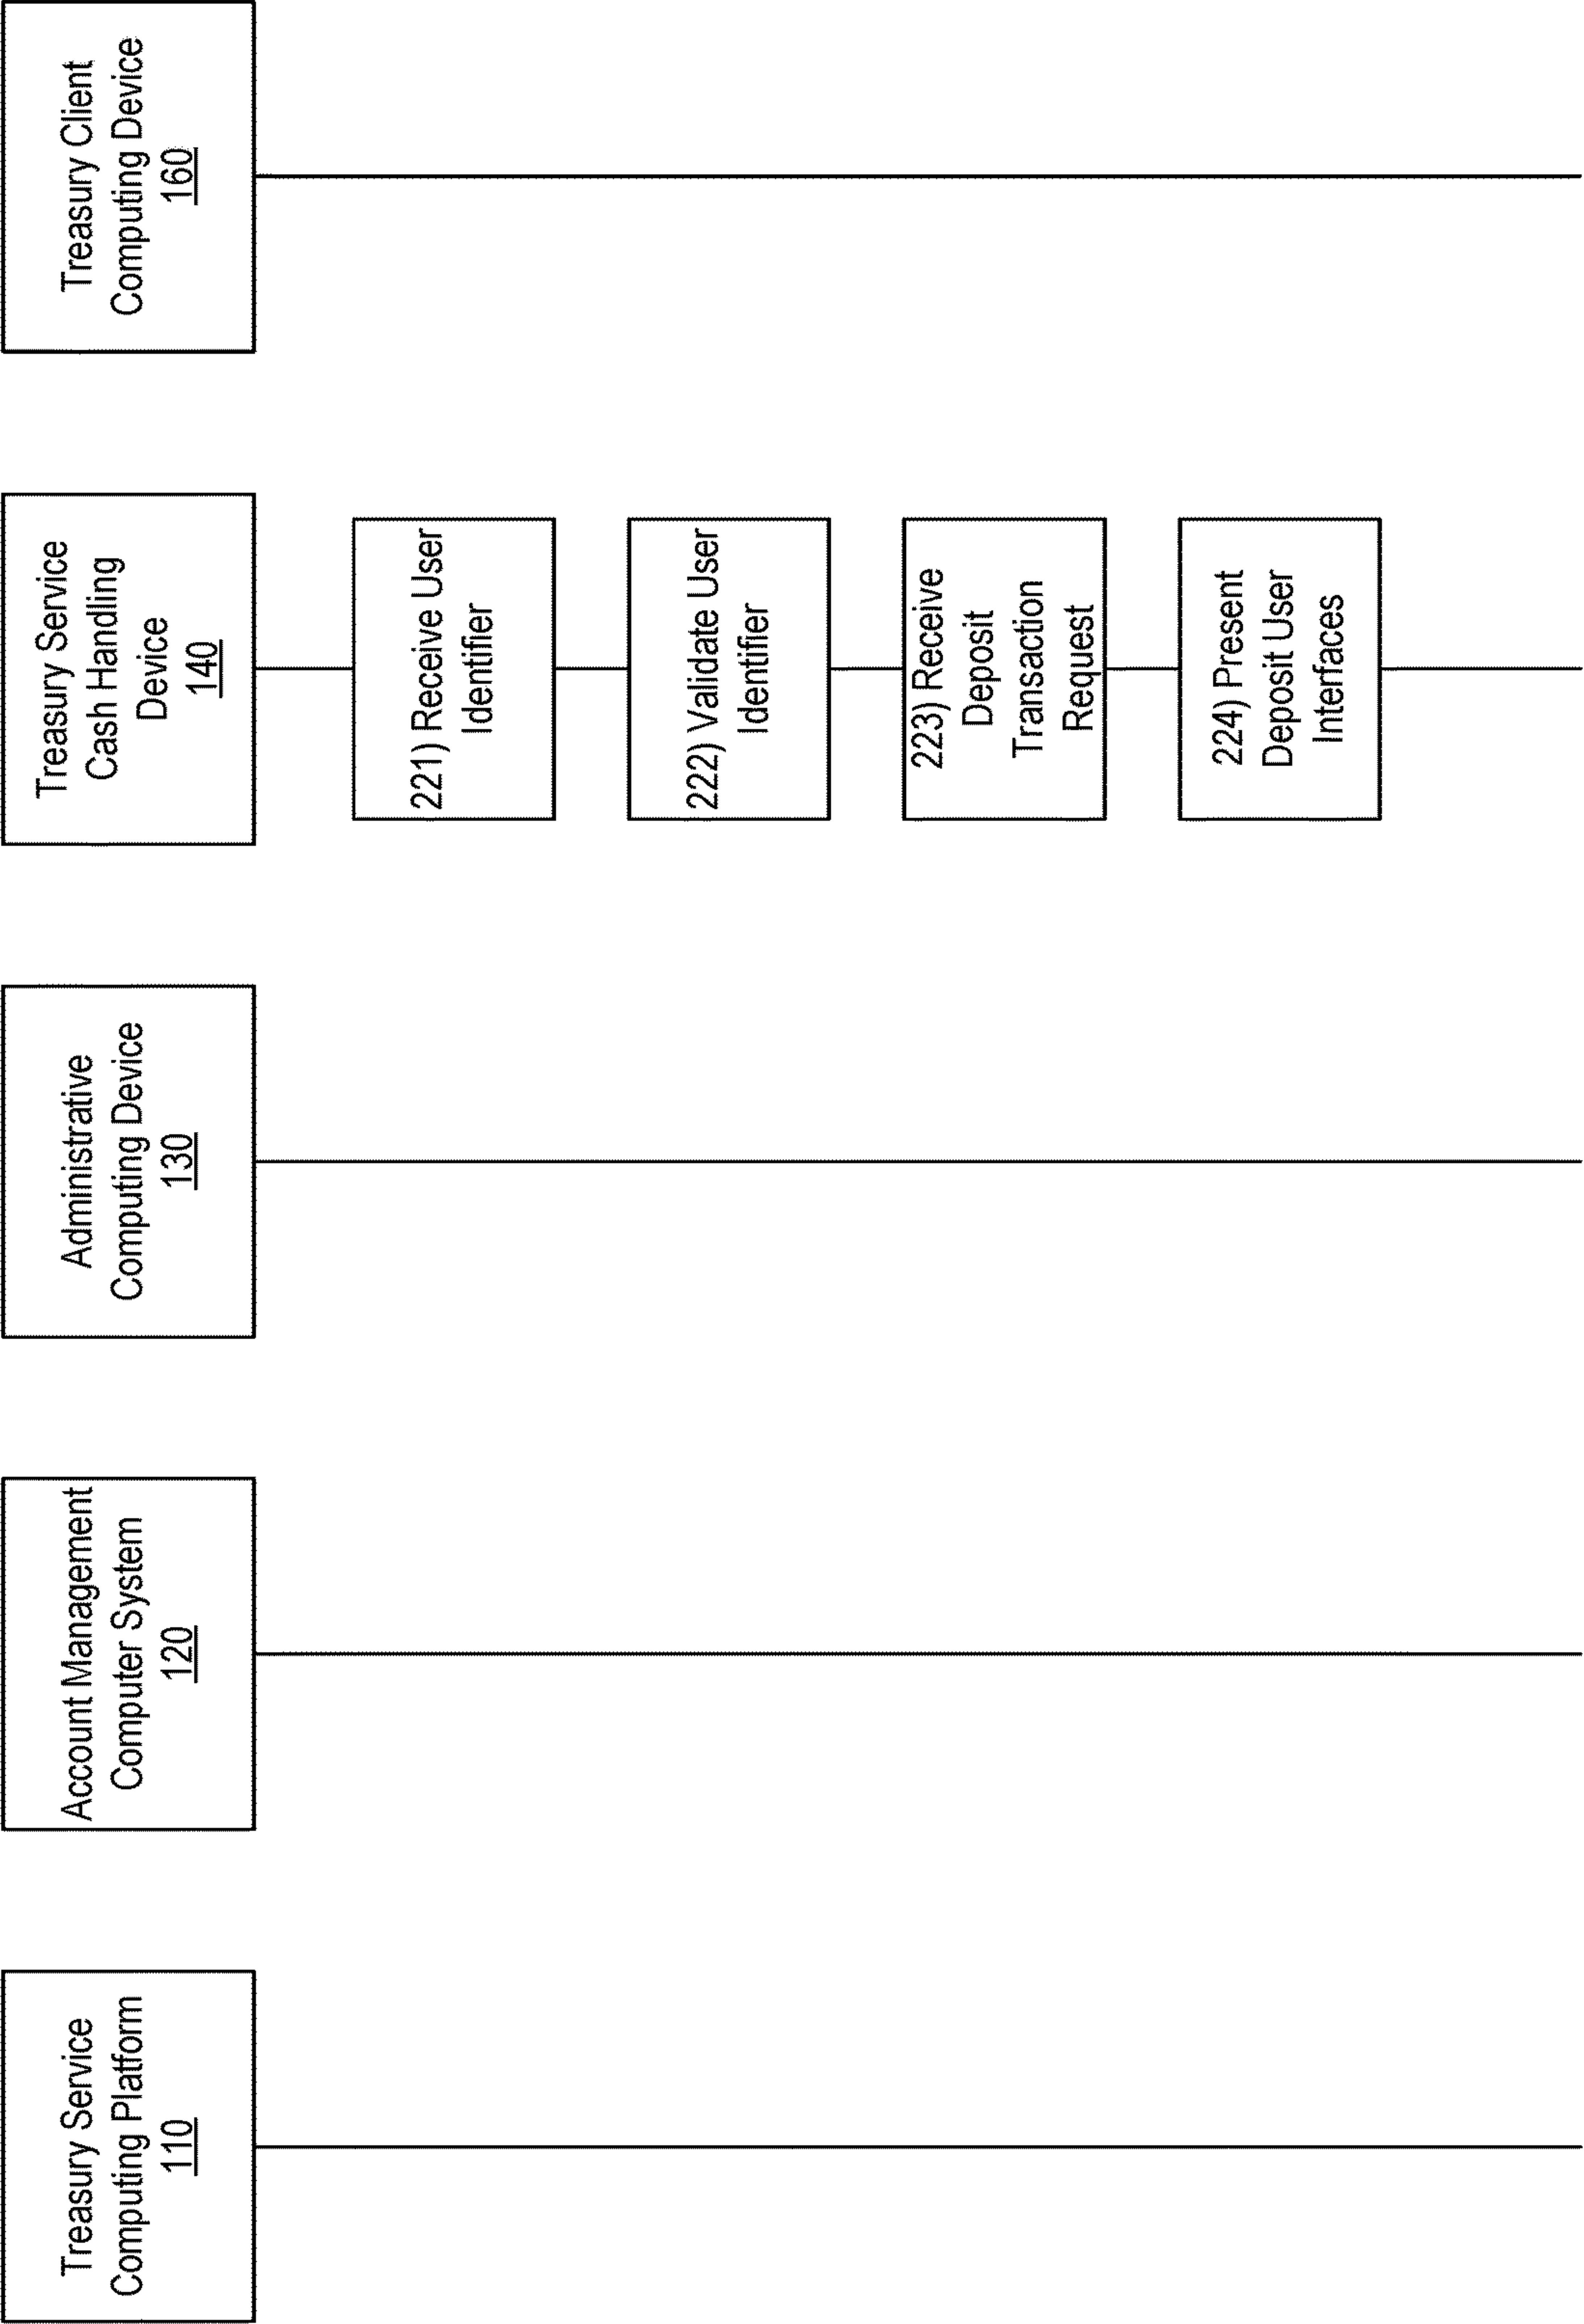 Treasury Service
Computing Platform
110
Account Management
Computer System
120
Administrative
Computing Device
130
Treasury Service
Cash Handling
Device
140
Treasury Client
Computing Device
160
221) Receive User
Identifier
222) Validate User
Identifier
223) Receive
Deposit
Transaction
Request
224) Present
Deposit User
Interfaces